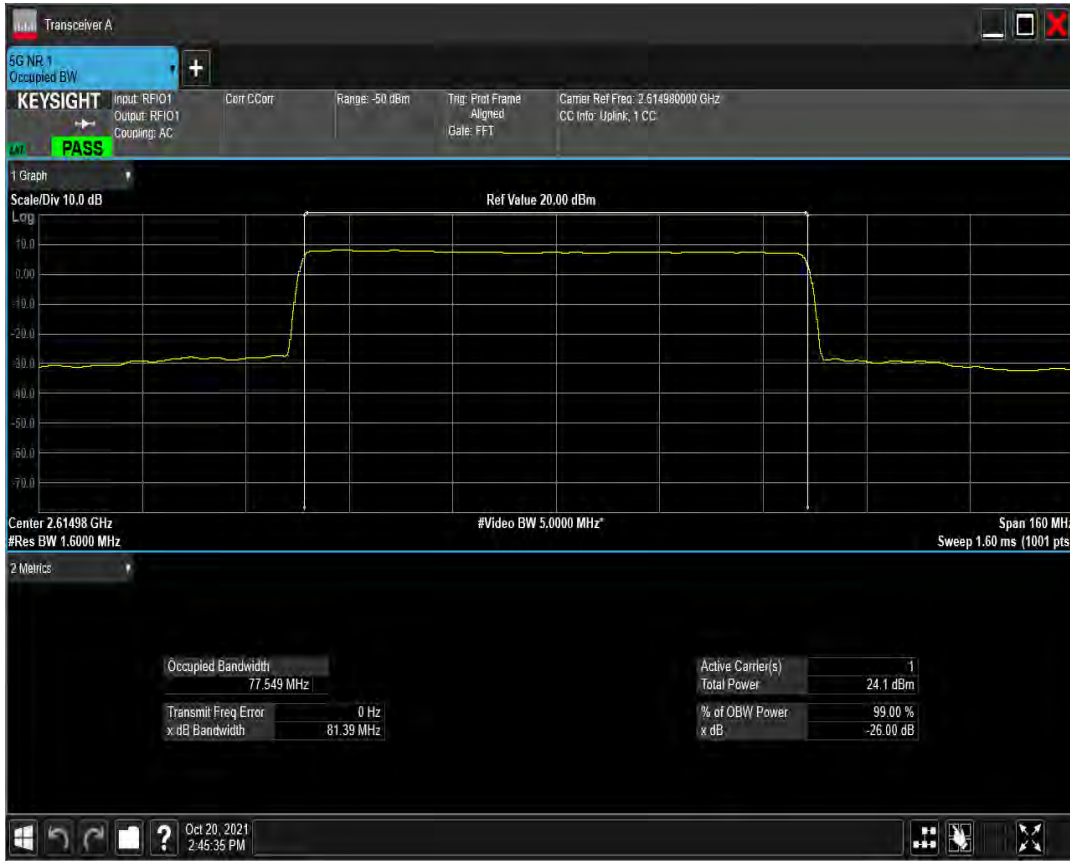 Transceiver A
5G NR 1
Occupied BW
+
KEYSIGHT
PASS
Input: RFIO1
Output: RFIO1
Coupling: AC
Corr CCorr
Range: -50 dBm
Trig: Prot Frame
Aligned
Gate: FFT
Carrier Ref Freq: 2.614980000 GHz
CC Info: Uplink, 1 CC
1 Graph
Scale/Div 10.0 dB
Ref Value 20.00 dBm
Log
10.0
0.00
-10.0
-20.0
-30.0
-40.0
-50.0
-60.0
-70.0
Center 2.61498 GHz
#Video BW 5.0000 MHz*
Span 160 MHz
#Res BW 1.6000 MHz
Sweep 1.60 ms (1001 pts
2 Metrics
Occupied Bandwidth
77.549 MHz
Transmit Freq Error 0 Hz
x dB Bandwidth 81.39 MHz
Active Carrier(s) 1
Total Power 24.1 dBm
% of OBW Power 99.00 %
x dB -26.00 dB
?
Oct 20, 2021
2:45:35 PM